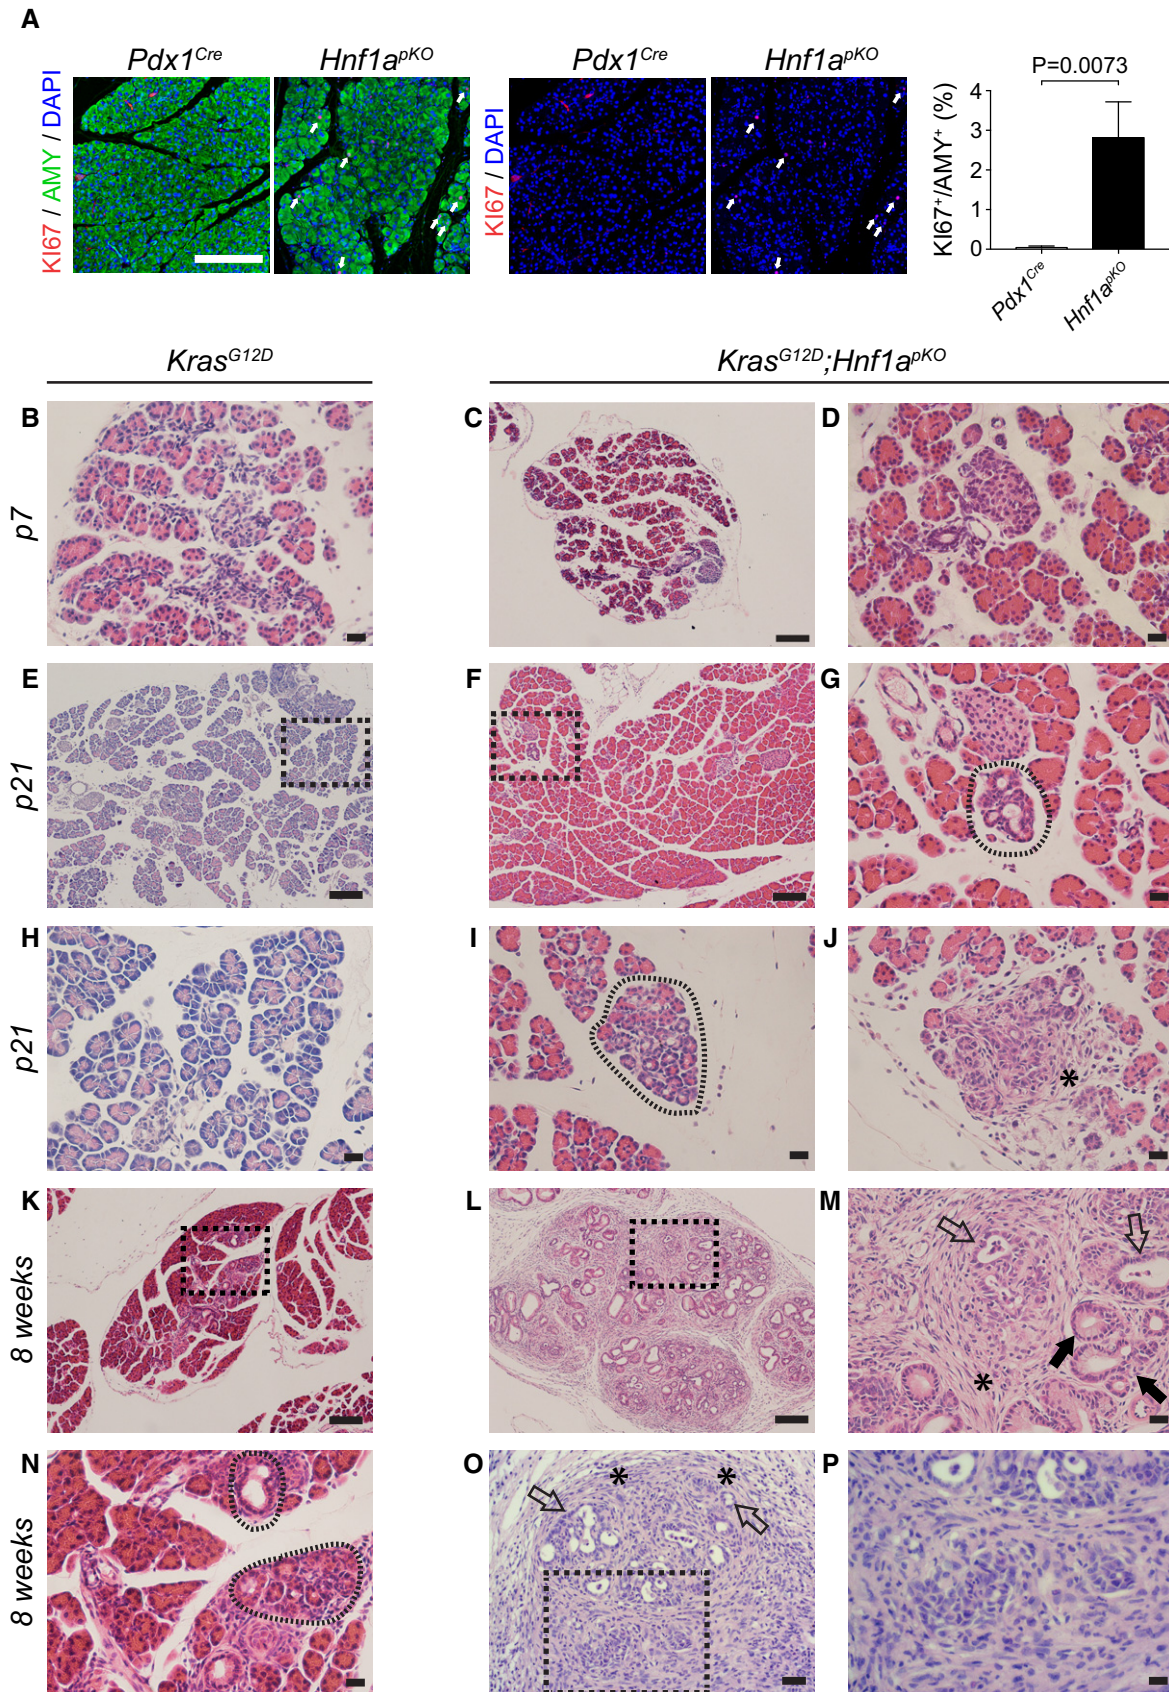 A
Pdx1Cre
Hnf1apKO
Pdx1Cre
Hnf1apKO
KI67 / AMY / DAPI
KI67 / DAPI
P=0.0073
KI67+/AMY+ (%)
4
3
2
1
0
Pdx1Cre
Hnf1apKO
KrasG12D
KrasG12D;Hnf1apKO
p7
B
C
D
p21
E
F
G
p21
H
I
J
*
8 weeks
K
L
M
*
8 weeks
N
O
* *
P